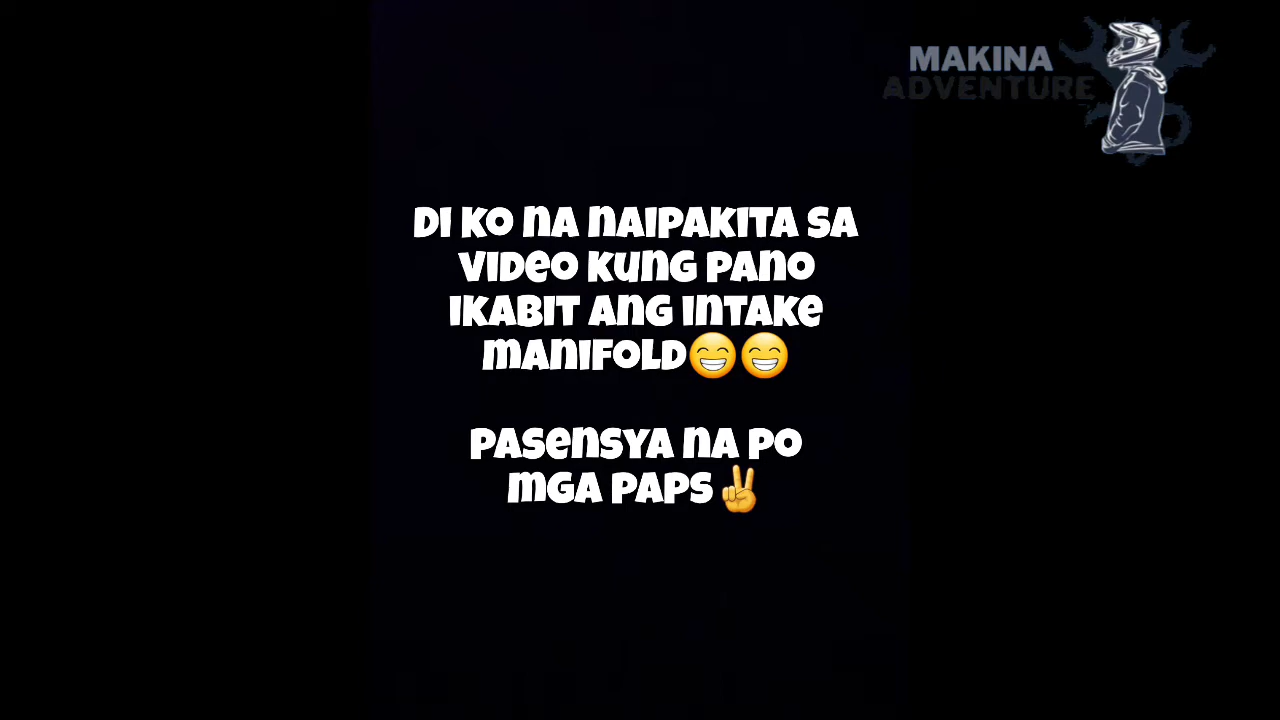 MAKINA
ADVENTURE
DI KO NA NAIPAKITA SA
VIDEO KUNG PANO
IKABIT ANG INTAKE
MANIFOLD😁😁
PASENSYA NA PO
MGA PAPS✌